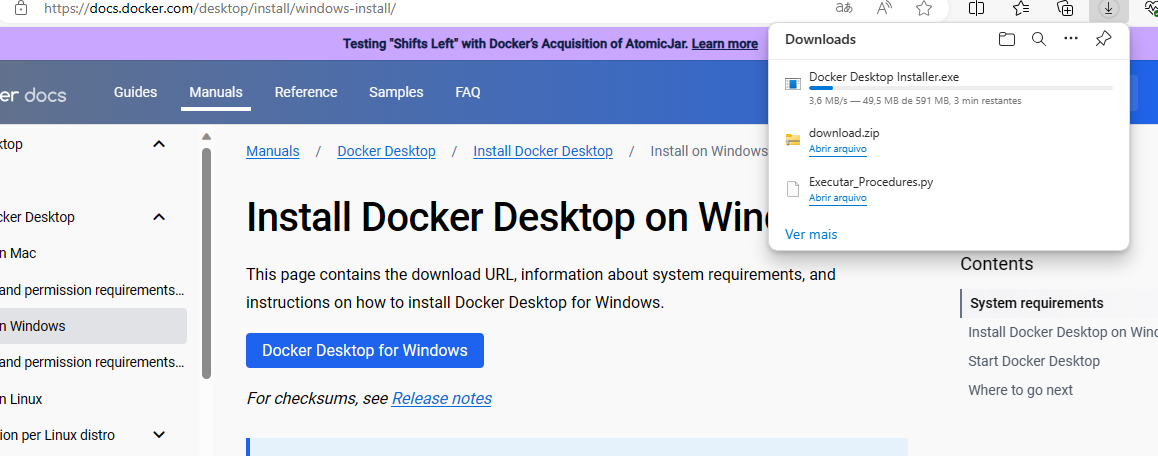 https://docs.docker.com/desktop/install/windows-install/
Testing "Shifts Left" with Docker's Acquisition of AtomicJar. Learn more
er docs
Guides
Manuals
Reference
Samples
FAQ
Downloads
Docker Desktop Installer.exe
3,6 MB/s — 49,5 MB de 591 MB, 3 min restantes
download.zip
Abrir arquivo
Executar_Procedures.py
Abrir arquivo
Ver mais
ktop
cker Desktop
n Mac
and permission requirements...
n Windows
and permission requirements...
n Linux
ion per Linux distro
Manuals / Docker Desktop / Install Docker Desktop / Install on Windows
Install Docker Desktop on Win
This page contains the download URL, information about system requirements, and
instructions on how to install Docker Desktop for Windows.
Docker Desktop for Windows
For checksums, see Release notes
Contents
System requirements
Install Docker Desktop on Wind
Start Docker Desktop
Where to go next